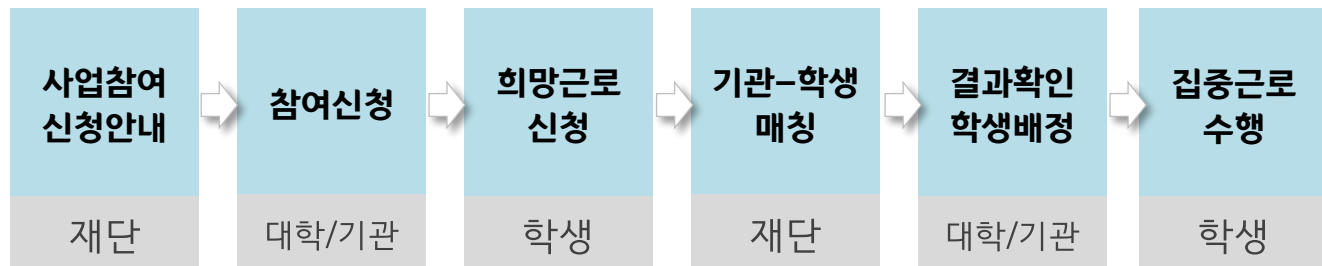 사업참여
신청안내
재단
참여신청
대학/기관
희망근로
신청
학생
기관-학생
매칭
재단
결과확인
학생배정
대학/기관
집중근로
수행
학생